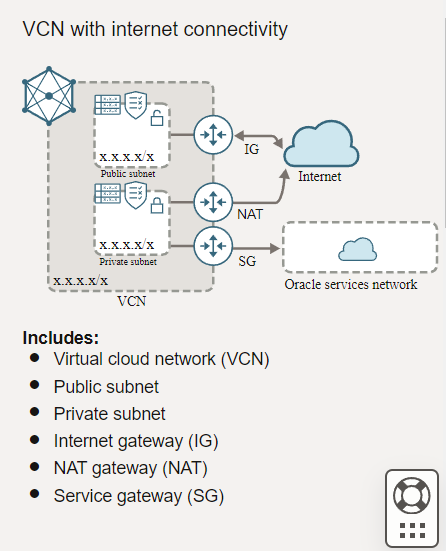 VCN with internet connectivity
x.x.x.x/x
Public subnet
IG
Internet
x.x.x.x/x
Private subnet
NAT
SG
x.x.x.x/x
VCN
Oracle services network
Includes:
Virtual cloud network (VCN)
Public subnet
Private subnet
Internet gateway (IG)
NAT gateway (NAT)
Service gateway (SG)